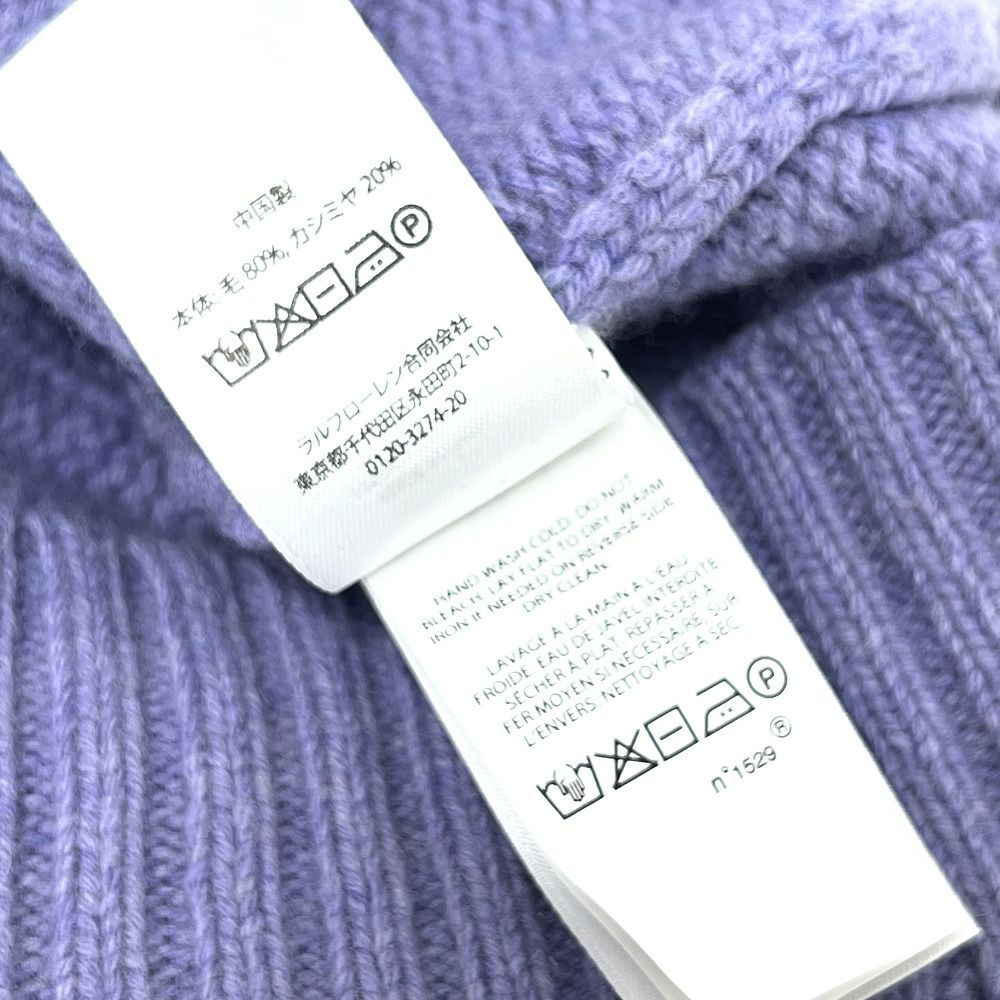 中国製
本体: 毛 80%, カシミヤ 20%
P
ラルフローレン合同会社
東京都千代田区永田町2-10-1
0120-3274-20
HAND WASH COLD. DO NOT
BLEACH. LAY FLAT TO DRY. WARM
IRON IF NEEDED ON REVERSE SIDE
DRY CLEAN
LAVAGE À LA MAIN À L'EAU
FROIDE. EAU DE JAVEL INTERDITE
SÉCHER À PLAT. REPASSER À
FER MOYEN SI NÉCESSAIRE, SUR
L'ENVERS. NETTOYAGE À SEC
P
n°1529 ®